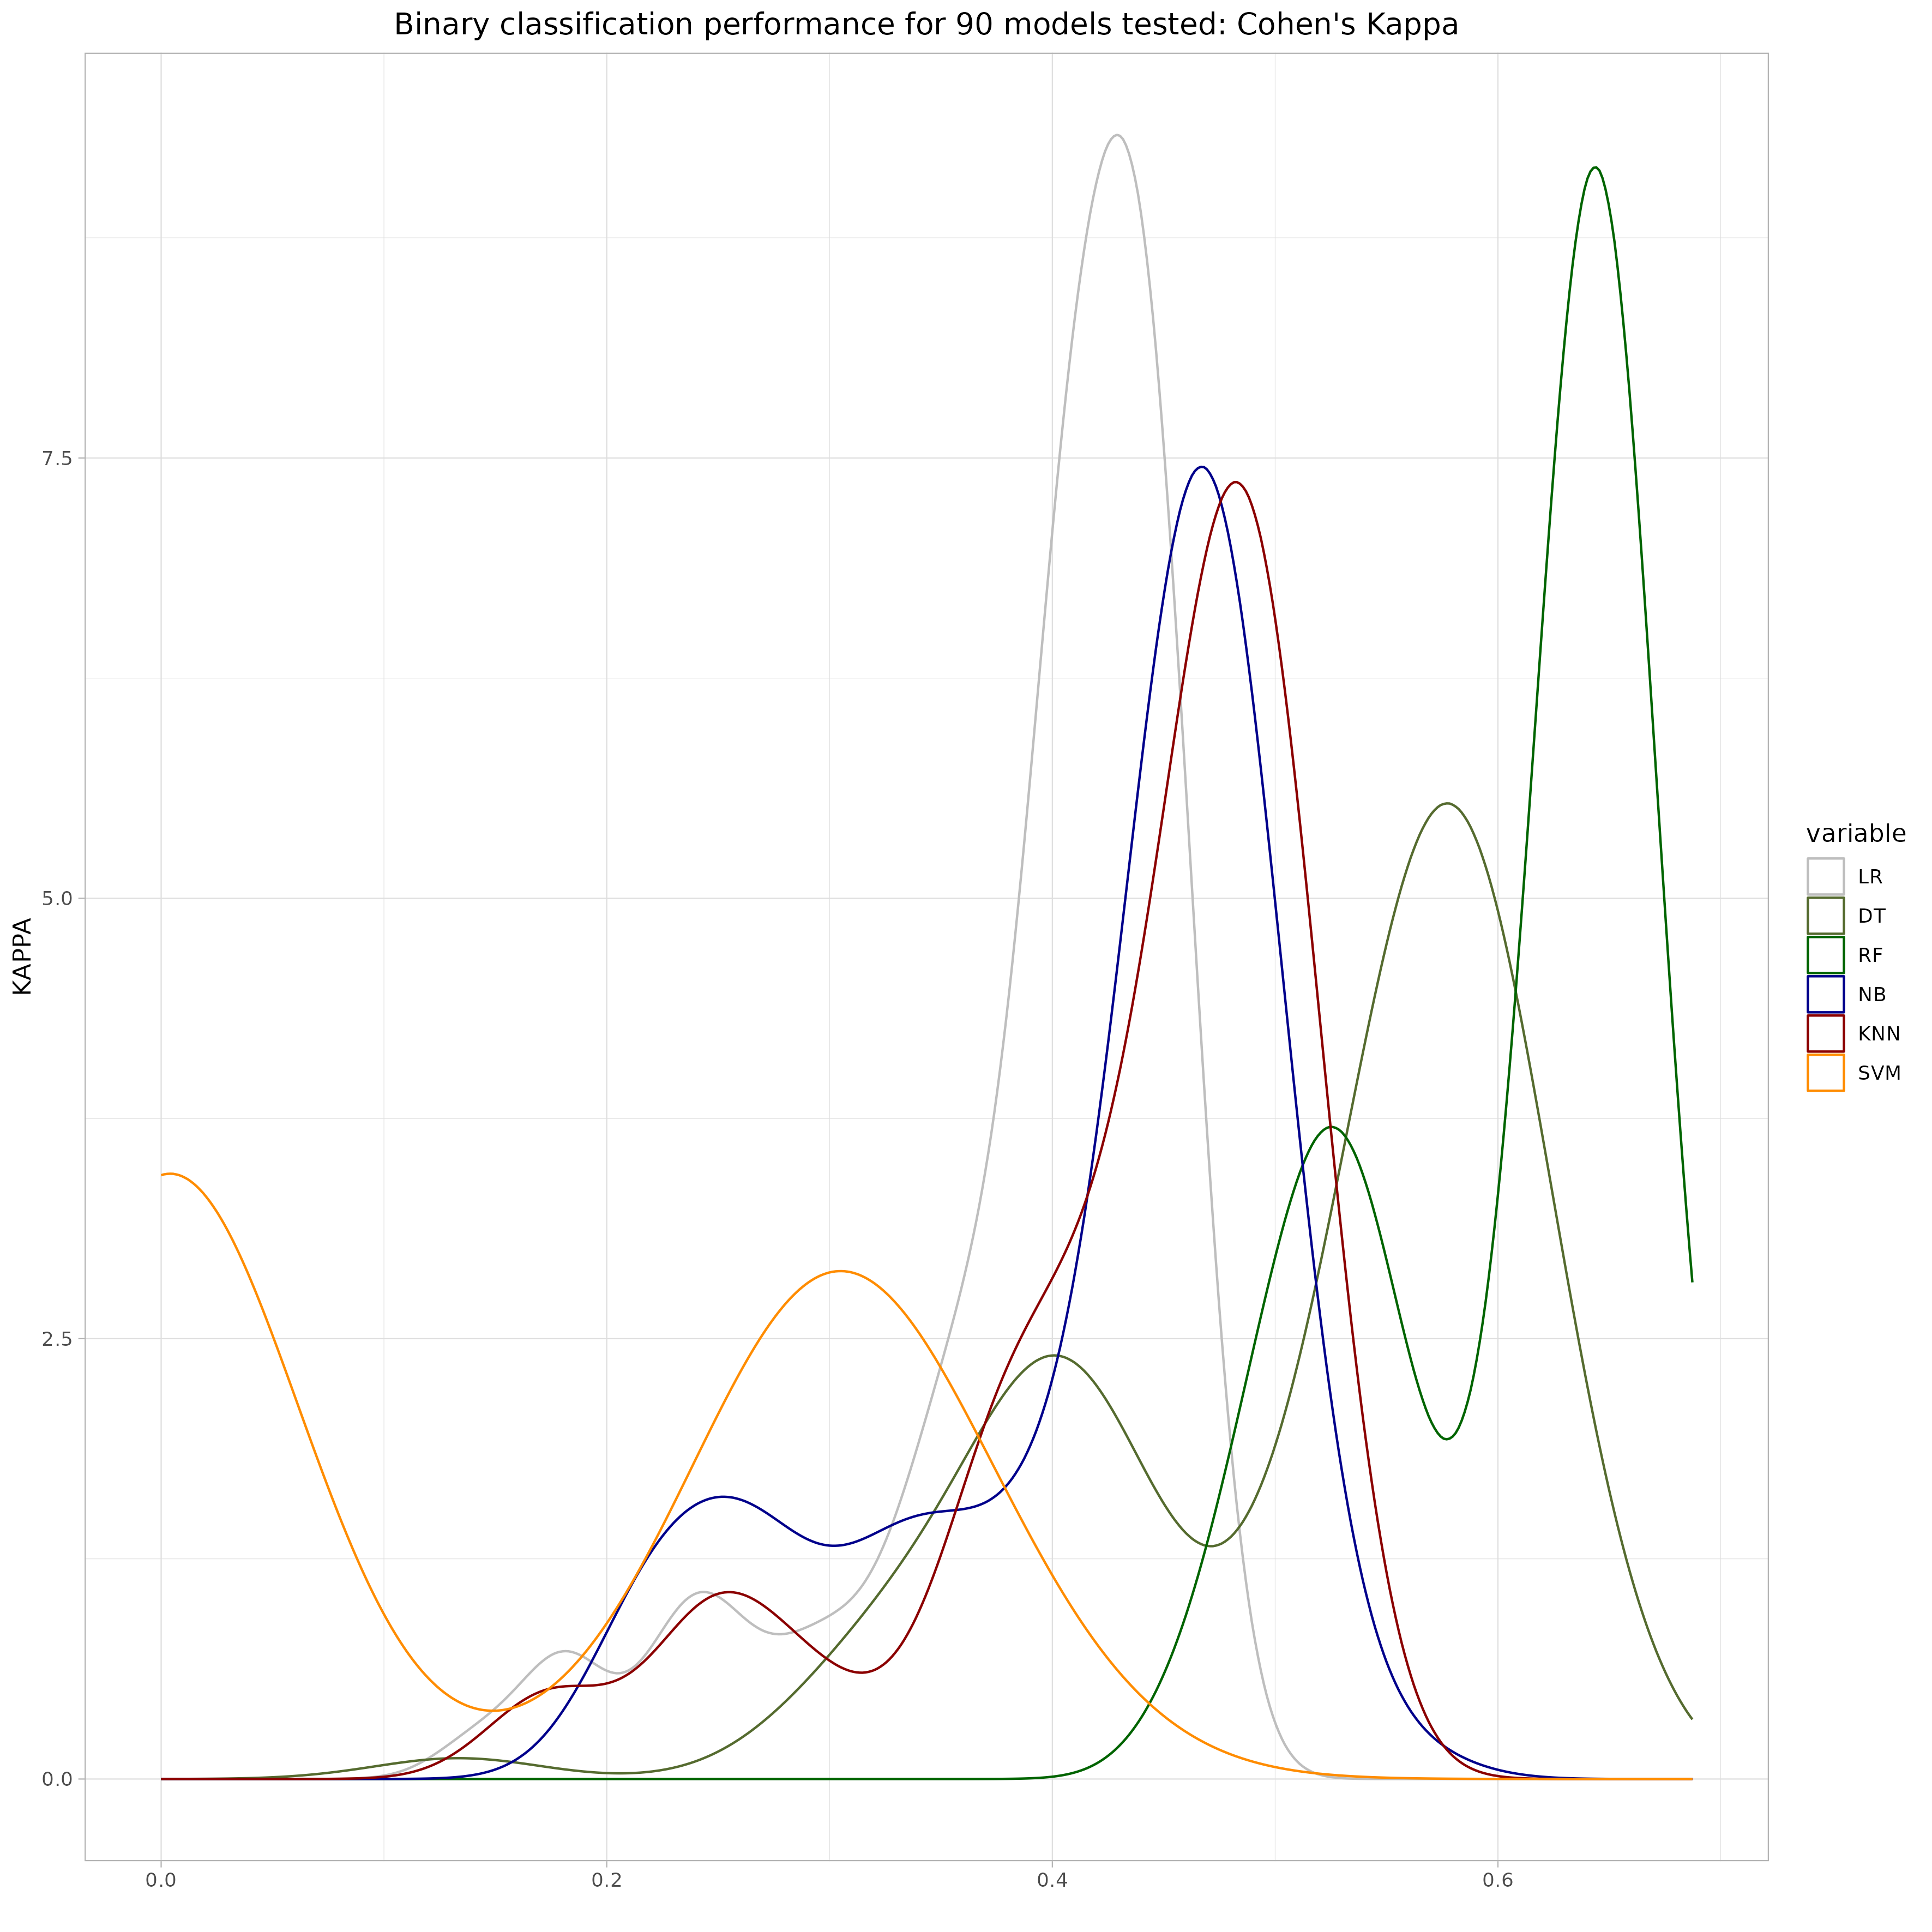 Binary classification performance for 90 models tested: Cohen's Kappa
KAPPA
7.5
5.0
2.5
0.0
0.0
0.2
0.4
0.6
variable
LR
DT
RF
NB
KNN
SVM